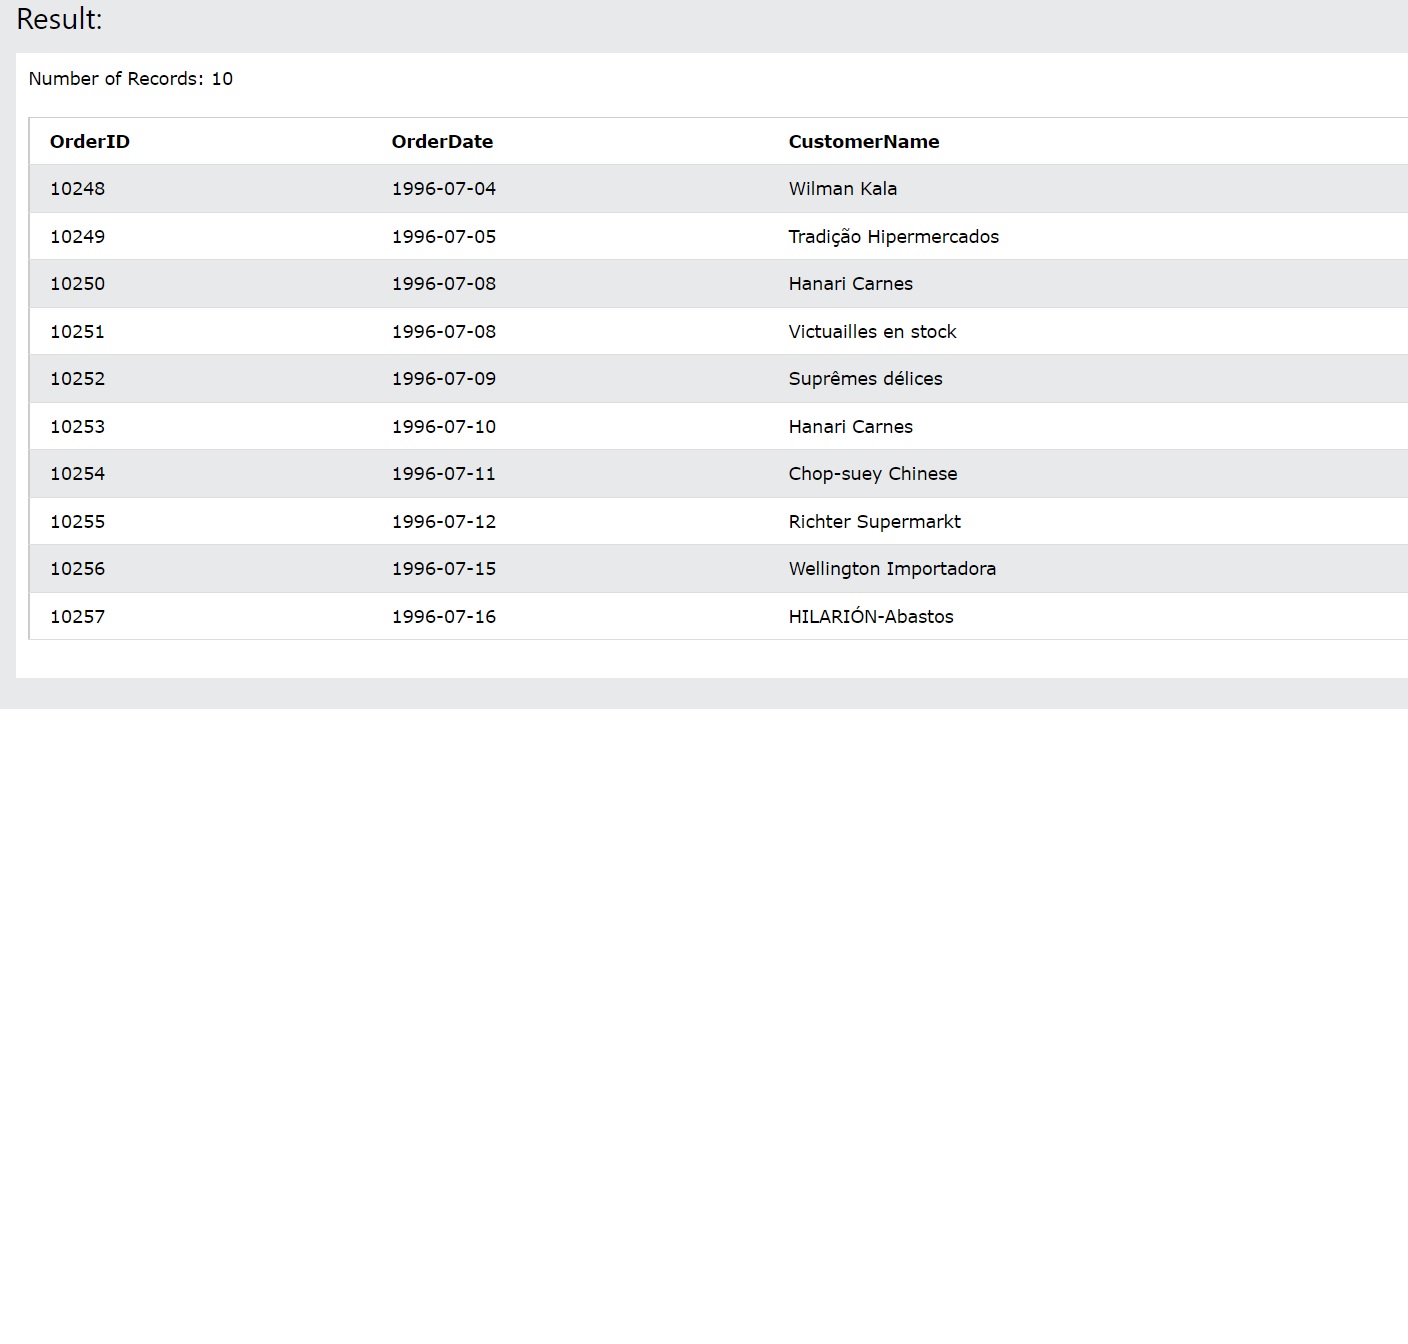 Result:
Number of Records: 10
OrderID OrderDate CustomerName
10248 1996-07-04 Wilman Kala
10249 1996-07-05 Tradição Hipermercados
10250 1996-07-08 Hanari Carnes
10251 1996-07-08 Victuailles en stock
10252 1996-07-09 Suprêmes délices
10253 1996-07-10 Hanari Carnes
10254 1996-07-11 Chop-suey Chinese
10255 1996-07-12 Richter Supermarkt
10256 1996-07-15 Wellington Importadora
10257 1996-07-16 HILARIÓN-Abastos